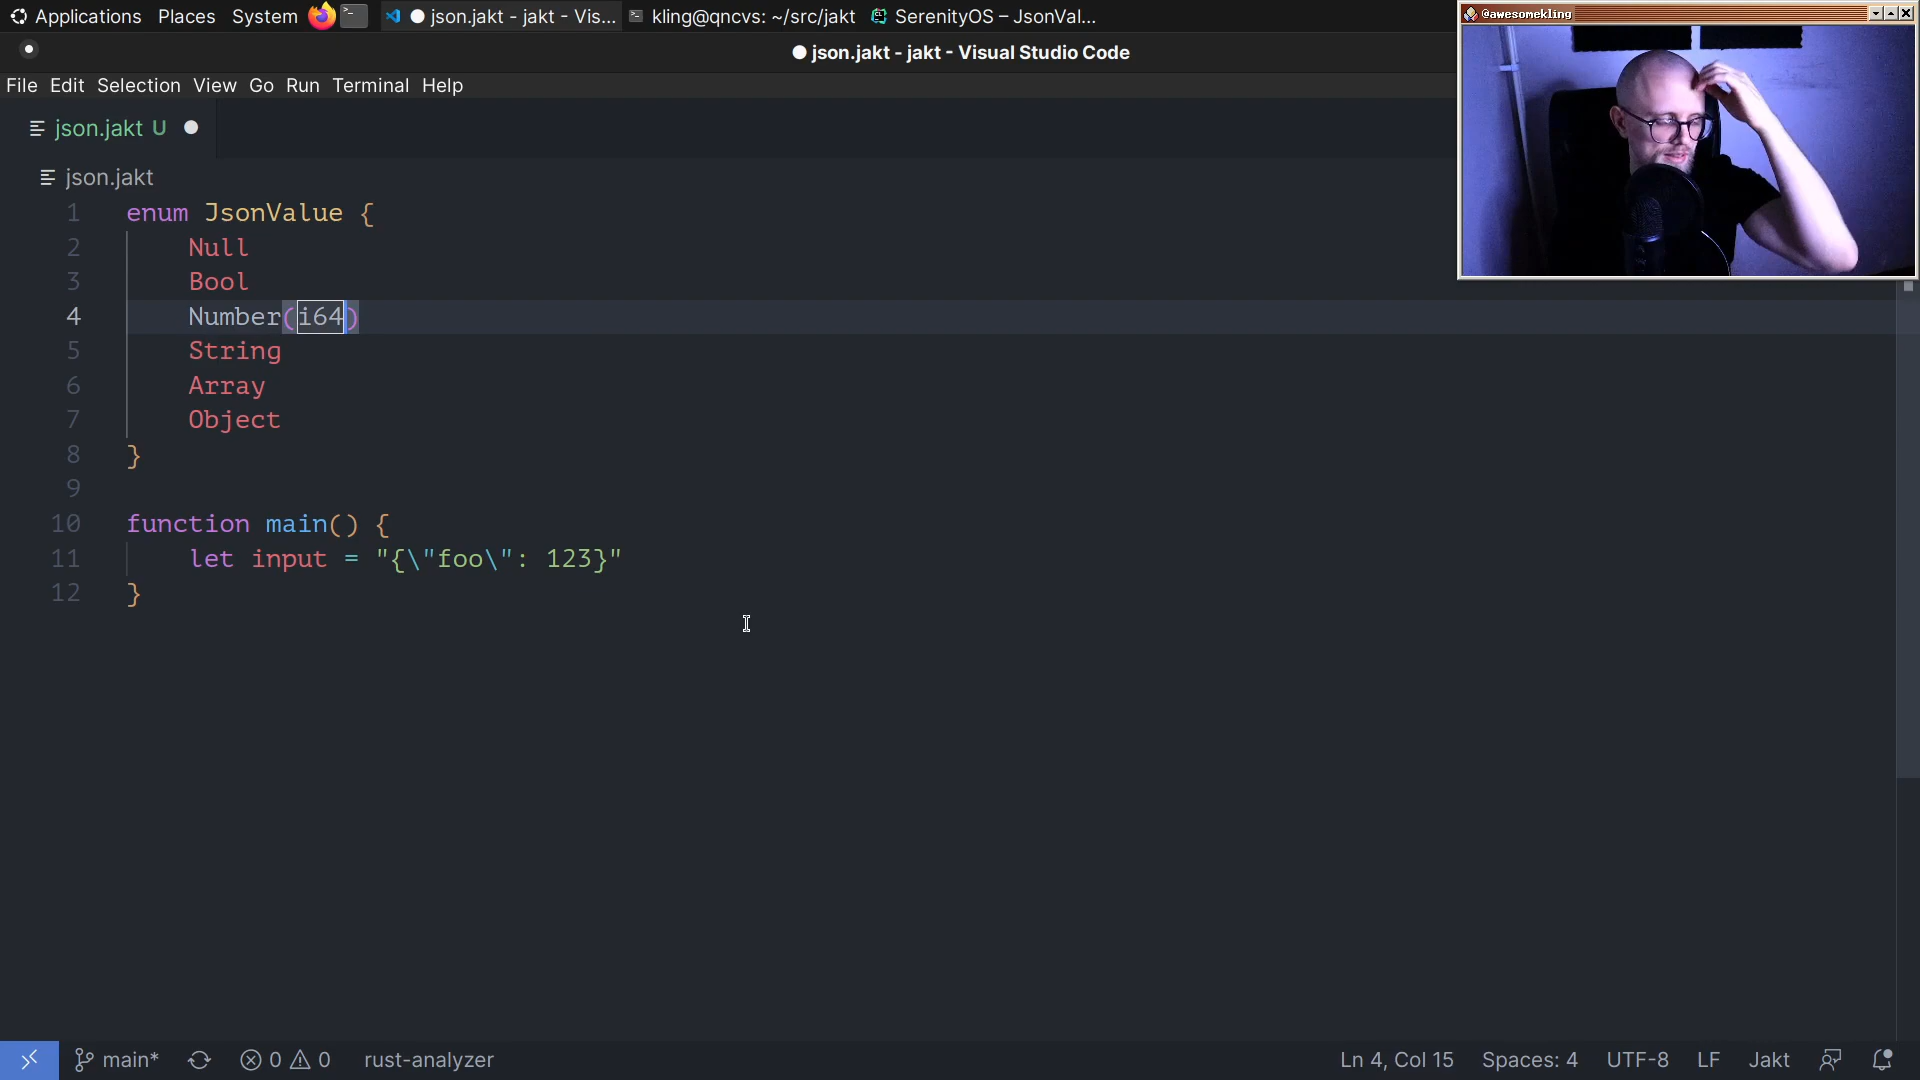 Applications Places System json.jakt - jakt - Vis... kling@qncvs: ~/src/jakt SerenityOS – JsonVal...
@awesomekling
json.jakt - jakt - Visual Studio Code
File Edit Selection View Go Run Terminal Help
json.jakt U
json.jakt
1 enum JsonValue {
2 Null
3 Bool
4 Number(i64)
5 String
6 Array
7 Object
8 }
9
10 function main() {
11 let input = "{\"foo\": 123}"
12 }
main* 0 0 rust-analyzer Ln 4, Col 15 Spaces: 4 UTF-8 LF Jakt